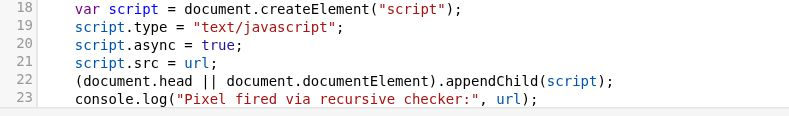 18 var script = document.createElement("script");
19 script.type = "text/javascript";
20 script.async = true;
21 script.src = url;
22 (document.head || document.documentElement).appendChild(script);
23 console.log("Pixel fired via recursive checker:", url);